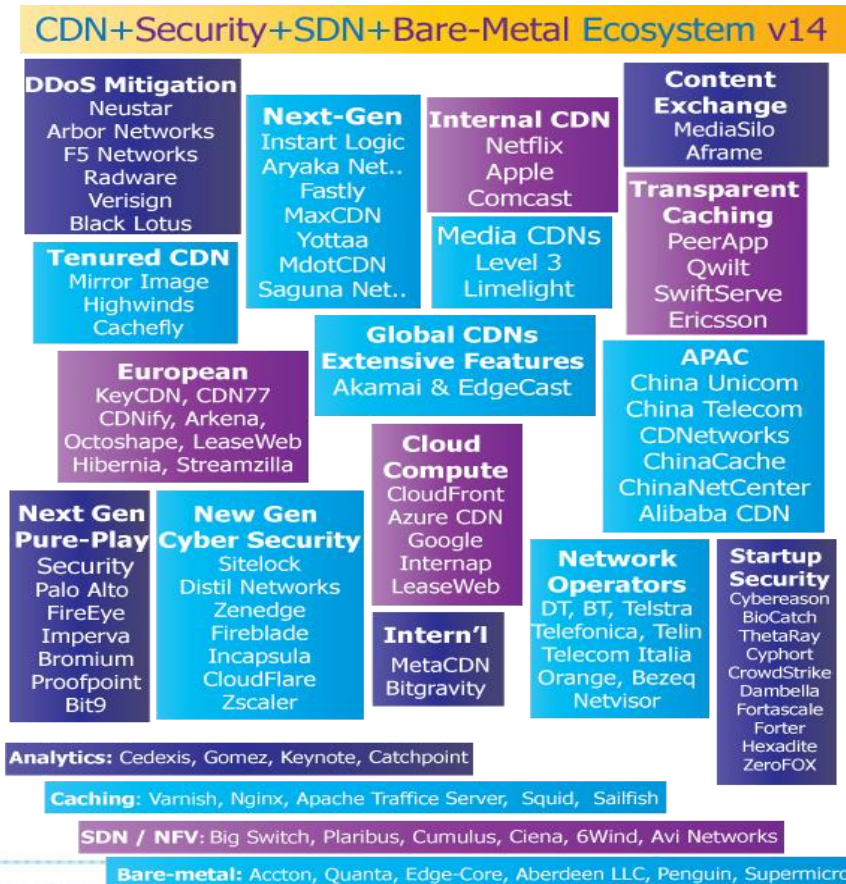 CDN+Security+SDN+Bare-Metal Ecosystem v14
DDoS Mitigation
Neustar
Arbor Networks
F5 Networks
Radware
Verisign
Black Lotus
Next-Gen
Instart Logic
Aryaka Net..
Fastly
MaxCDN
Yottaa
MdotCDN
Saguna Net..
Internal CDN
Netflix
Apple
Comcast
Content
Exchange
MediaSilo
Aframe
Tenured CDN
Mirror Image
Highwinds
Cachefly
Media CDNs
Level 3
Limelight
Transparent
Caching
PeerApp
Qwilt
SwiftServe
Ericsson
Global CDNs
Extensive Features
Akamai & EdgeCast
European
KeyCDN, CDN77
CDNify, Arkena,
Octoshape, LeaseWeb
Hibernia, Streamzilla
APAC
China Unicom
China Telecom
CDNetworks
ChinaCache
ChinaNetCenter
Alibaba CDN
Cloud
Compute
CloudFront
Azure CDN
Google
Internap
LeaseWeb
Next Gen
Pure-Play
Security
Palo Alto
FireEye
Imperva
Bromium
Proofpoint
Bit9
New Gen
Cyber Security
Sitelock
Distil Networks
Zenedge
Fireblade
Incapsula
CloudFlare
Zscaler
Intern'l
MetaCDN
Bitgravity
Network
Operators
DT, BT, Telstra
Telefonica, Telin
Telecom Italia
Orange, Bezeq
Netvisor
Startup
Security
Cybereason
BioCatch
ThetaRay
Cyphort
CrowdStrike
Dambella
Fortascale
Forter
Hexadite
ZeroFOX
Analytics: Cedexis, Gomez, Keynote, Catchpoint
Caching: Varnish, Nginx, Apache Traffice Server, Squid, Sailfish
SDN / NFV: Big Switch, Plaribus, Cumulus, Ciena, 6Wind, Avi Networks
Bare-metal: Accton, Quanta, Edge-Core, Aberdeen LLC, Penguin, Supermicro